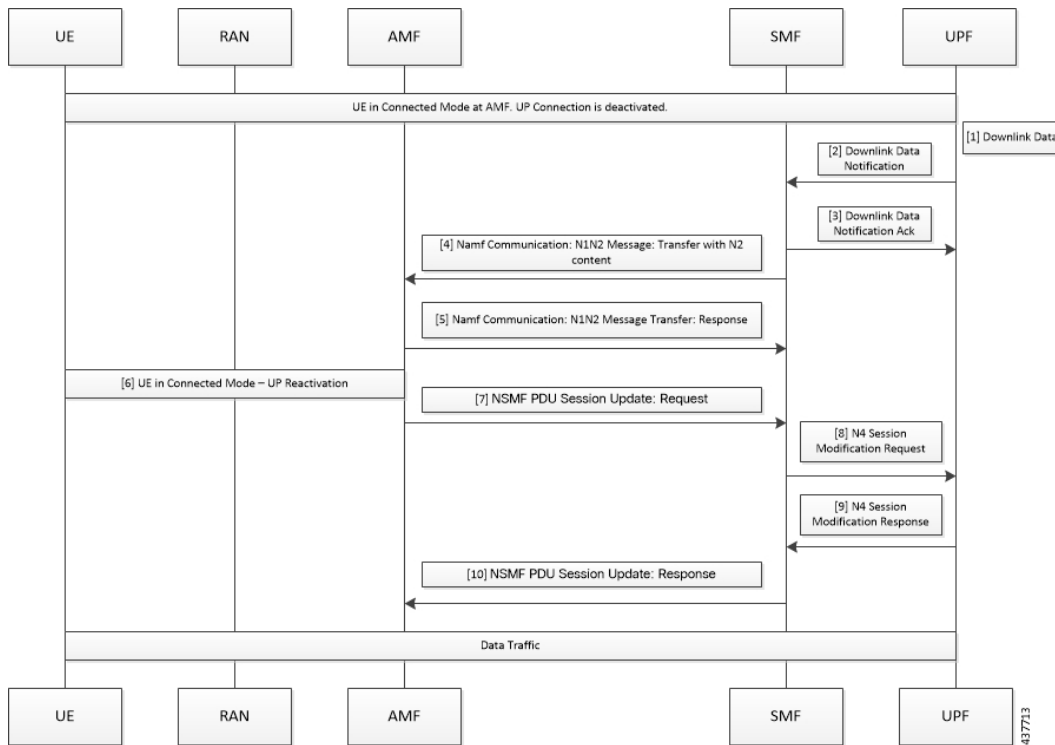 UE
RAN
AMF
SMF
UPF
UE in Connected Mode at AMF. UP Connection is deactivated.
[1] Downlink Data
[2] Downlink Data
Notification
[3] Downlink Data
Notification Ack
[4] Namf Communication: N1N2 Message: Transfer with N2
content
[5] Namf Communication: N1N2 Message Transfer: Response
[6] UE in Connected Mode – UP Reactivation
[7] NSMF PDU Session Update: Request
[8] N4 Session
Modification Request
[9] N4 Session
Modification Response
[10] NSMF PDU Session Update: Response
Data Traffic
UE
RAN
AMF
SMF
UPF
437713